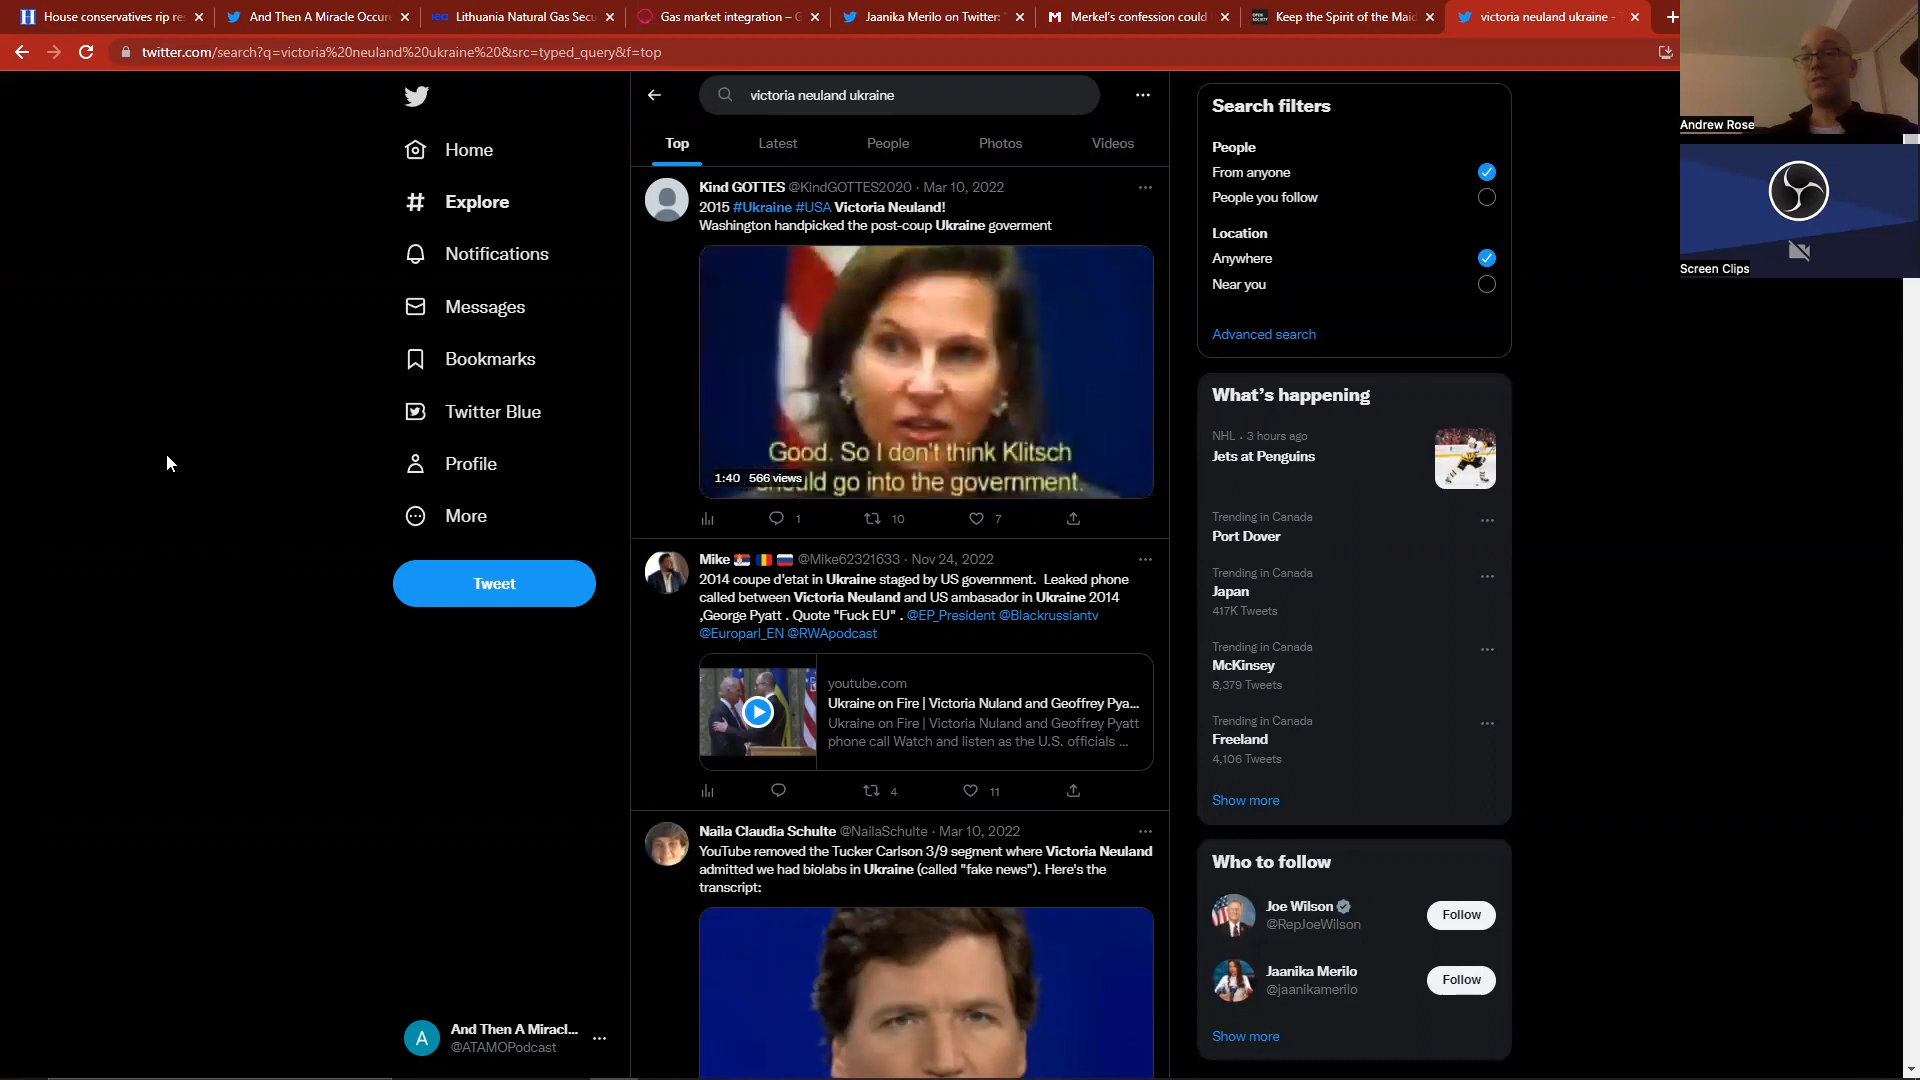 House conservatives rip re
And Then A Miracle Occur
Lithuania Natural Gas Secu
Gas market integration – G
Jaanika Merilo on Twitter:
Merkel's confession could
Keep the Spirit of the Maid
victoria neuland ukraine -
twitter.com/search?q=victoria%20neuland%20ukraine%20&src=typed_query&f=top
Home
Explore
Notifications
Messages
Bookmarks
Twitter Blue
Profile
More
Tweet
And Then A Miracl...
@ATAMOPodcast
victoria neuland ukraine
Top
Latest
People
Photos
Videos
Kind GOTTES @KindGOTTES2020 · Mar 10, 2022
2015 #Ukraine #USA Victoria Neuland!
Washington handpicked the post-coup Ukraine goverment
Good. So I don't think Klitsch
should go into the government.
1:40 566 views
1 10 7
Mike @Mike62321633 · Nov 24, 2022
2014 coupe d'etat in Ukraine staged by US government. Leaked phone
called between Victoria Neuland and US ambasador in Ukraine 2014
,George Pyatt . Quote "Fuck EU" . @EP_President @Blackrussiantv
@Europarl_EN @RWApodcast
youtube.com
Ukraine on Fire | Victoria Nuland and Geoffrey Pya...
Ukraine on Fire | Victoria Nuland and Geoffrey Pyatt
phone call Watch and listen as the U.S. officials ...
4 11
Naila Claudia Schulte @NailaSchulte · Mar 10, 2022
YouTube removed the Tucker Carlson 3/9 segment where Victoria Neuland
admitted we had biolabs in Ukraine (called "fake news"). Here's the
transcript:
Search filters
People
From anyone
People you follow
Location
Anywhere
Near you
Advanced search
What's happening
NHL · 3 hours ago
Jets at Penguins
Trending in Canada
Port Dover
Trending in Canada
Japan
417K Tweets
Trending in Canada
McKinsey
8,379 Tweets
Trending in Canada
Freeland
4,106 Tweets
Show more
Who to follow
Joe Wilson
@RepJoeWilson
Follow
Jaanika Merilo
@jaanikamerilo
Follow
Show more
Andrew Rose
Screen Clips